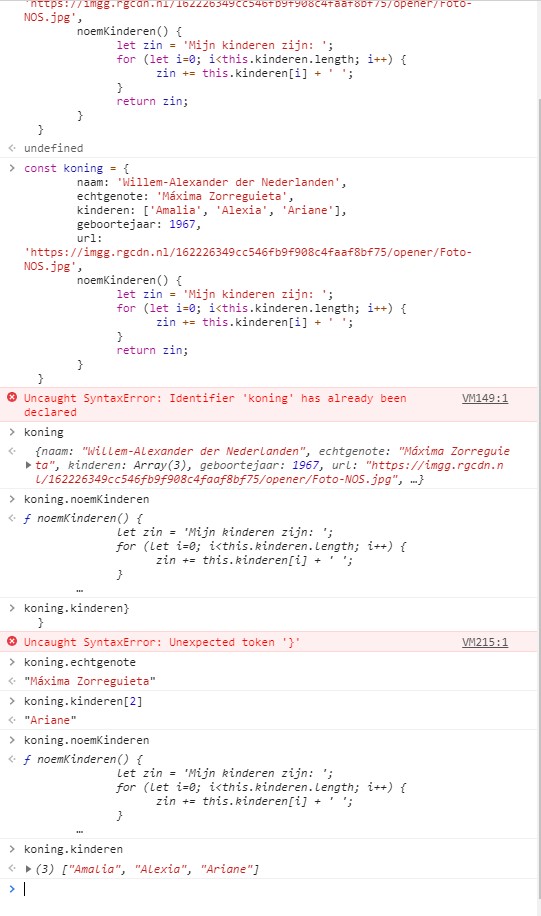 'https://imgg.rgcdn.nl/162226349cc546fb9f908c4faaf8bf75/opener/Foto-
NOS.jpg',
noemKinderen() {
let zin = 'Mijn kinderen zijn: ';
for (let i=0; i<this.kinderen.length; i++) {
zin += this.kinderen[i] + ' ';
}
return zin;
}
}
undefined
const koning = {
naam: 'Willem-Alexander der Nederlanden',
echtgenote: 'Máxima Zorreguieta',
kinderen: ['Amalia', 'Alexia', 'Ariane'],
geboortejaar: 1967,
url:
'https://imgg.rgcdn.nl/162226349cc546fb9f908c4faaf8bf75/opener/Foto-
NOS.jpg',
noemKinderen() {
let zin = 'Mijn kinderen zijn: ';
for (let i=0; i<this.kinderen.length; i++) {
zin += this.kinderen[i] + ' ';
}
return zin;
}
}
Uncaught SyntaxError: Identifier 'koning' has already been VM149:1
declared
koning
{naam: "Willem-Alexander der Nederlanden", echtgenote: "Máxima Zorreguie
ta", kinderen: Array(3), geboortejaar: 1967, url: "https://imgg.rgcdn.n
l/162226349cc546fb9f908c4faaf8bf75/opener/Foto-NOS.jpg", …}
koning.noemKinderen
ƒ noemKinderen() {
let zin = 'Mijn kinderen zijn: ';
for (let i=0; i<this.kinderen.length; i++) {
zin += this.kinderen[i] + ' ';
}
…
koning.kinderen}
}
Uncaught SyntaxError: Unexpected token '}' VM215:1
koning.echtgenote
"Máxima Zorreguieta"
koning.kinderen[2]
"Ariane"
koning.noemKinderen
ƒ noemKinderen() {
let zin = 'Mijn kinderen zijn: ';
for (let i=0; i<this.kinderen.length; i++) {
zin += this.kinderen[i] + ' ';
}
…
koning.kinderen
(3) ["Amalia", "Alexia", "Ariane"]